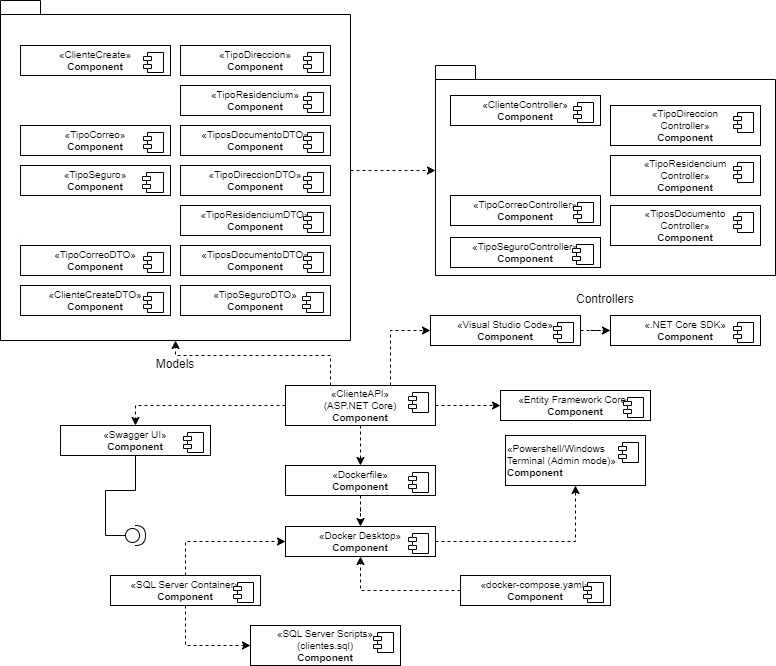 «ClienteCreate»
Component
«TipoDireccion»
Component
«TipoResidencium»
Component
«TipoCorreo»
Component
«TiposDocumentoDTO»
Component
«TipoSeguro»
Component
«TipoDireccionDTO»
Component
«TipoResidenciumDTO»
Component
«TipoCorreoDTO»
Component
«TiposDocumentoDTO»
Component
«ClienteCreateDTO»
Component
«TipoSeguroDTO»
Component
Models
«ClienteController»
Component
«TipoDireccion
Controller»
Component
«TipoResidencium
Controller»
Component
«TipoCorreoController»
Component
«TiposDocumento
Controller»
Component
«TipoSeguroController»
Component
Controllers
«Visual Studio Code»
Component
«.NET Core SDK»
Component
«ClienteAPI»
(ASP.NET Core)
Component
«Entity Framework Core»
Component
«Swagger UI»
Component
«Powershell/Windows
Terminal (Admin mode)»
Component
«Dockerfile»
Component
«Docker Desktop»
Component
«SQL Server Container»
Component
«docker-compose.yaml»
Component
«SQL Server Scripts»
(clientes.sql)
Component